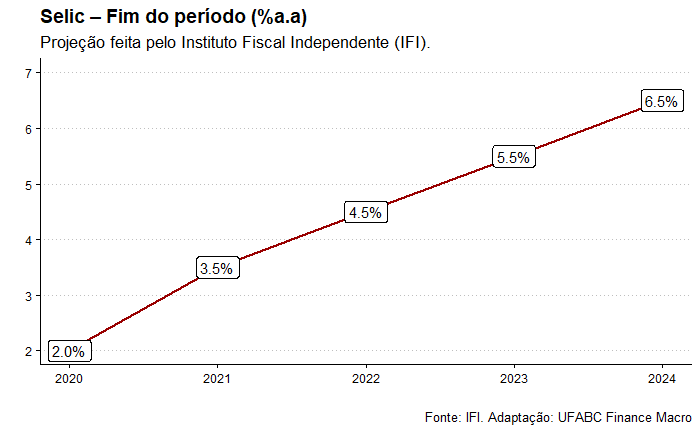 Selic – Fim do período (%a.a)
Projeção feita pelo Instituto Fiscal Independente (IFI).
7
6.5%
6
5.5%
5
4.5%
4
3.5%
3
2
2.0%
2020 2021 2022 2023 2024
Fonte: IFI. Adaptação: UFABC Finance Macro